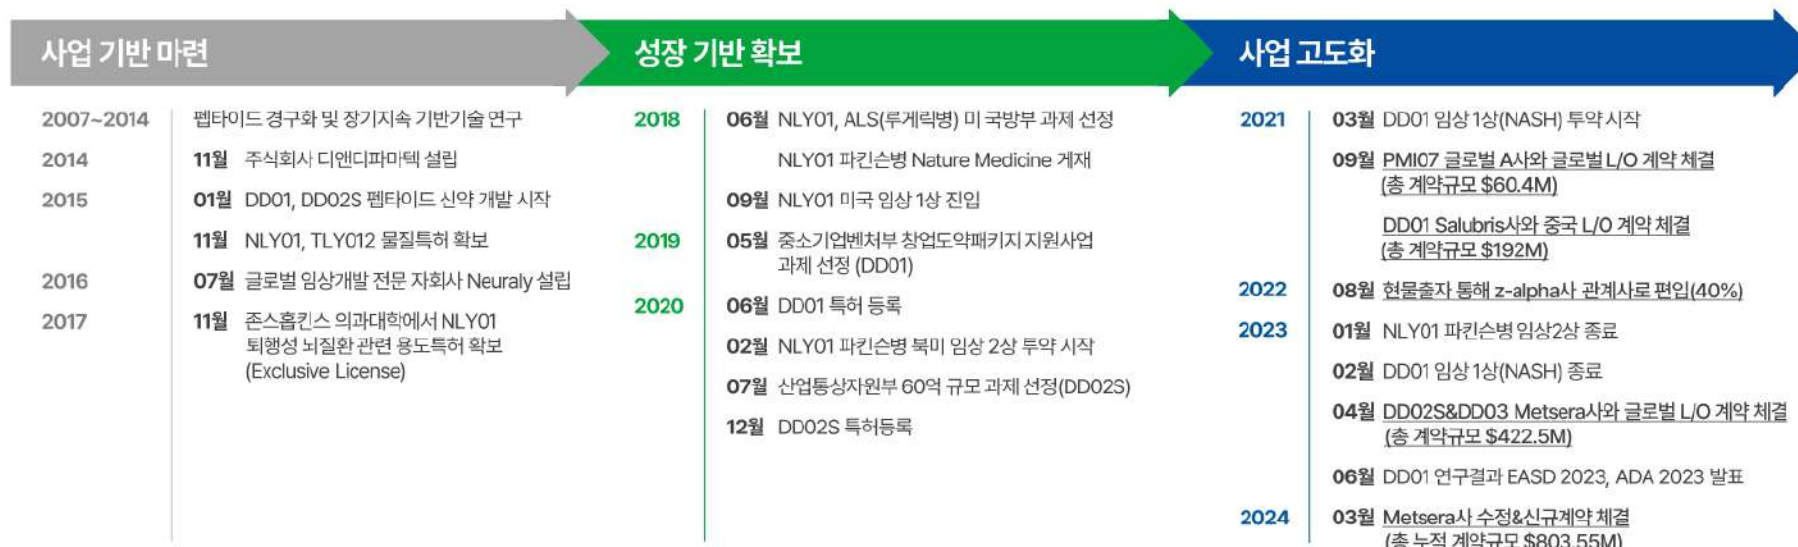 사업 기반 마련
2007~2014 펩타이드 경구화 및 장기지속 기반기술 연구
2014 11월 주식회사 디앤디파마텍 설립
2015 01월 DD01, DD02S 펩타이드 신약 개발 시작
11월 NLY01, TLY012 물질특허 확보
2016 07월 글로벌 임상개발 전문 자회사 Neuraly 설립
2017 11월 존스홉킨스 의과대학에서 NLY01
퇴행성 뇌질환 관련 용도특허 확보
(Exclusive License)
성장 기반 확보
2018 06월 NLY01, ALS(루게릭병) 미 국방부 과제 선정
NLY01 파킨슨병 Nature Medicine 게재
09월 NLY01 미국 임상 1상 진입
2019 05월 중소기업벤처부 창업도약패키지 지원사업
과제 선정 (DD01)
2020 06월 DD01 특허 등록
02월 NLY01 파킨슨병 북미 임상 2상 투약 시작
07월 산업통상자원부 60억 규모 과제 선정(DD02S)
12월 DD02S 특허등록
사업 고도화
2021 03월 DD01 임상 1상(NASH) 투약 시작
09월 PMI07 글로벌 A사와 글로벌 L/O 계약 체결
(총 계약규모 $60.4M)
DD01 Salubris사와 중국 L/O 계약 체결
(총 계약규모 $192M)
2022 08월 현물출자 통해 z-alpha사 관계사로 편입(40%)
2023 01월 NLY01 파킨슨병 임상2상 종료
02월 DD01 임상 1상(NASH) 종료
04월 DD02S&DD03 Metsera사와 글로벌 L/O 계약 체결
(총 계약규모 $422.5M)
06월 DD01 연구결과 EASD 2023, ADA 2023 발표
2024 03월 Metsera사 수정&신규계약 체결
(총 누적 계약규모 $803.55M)